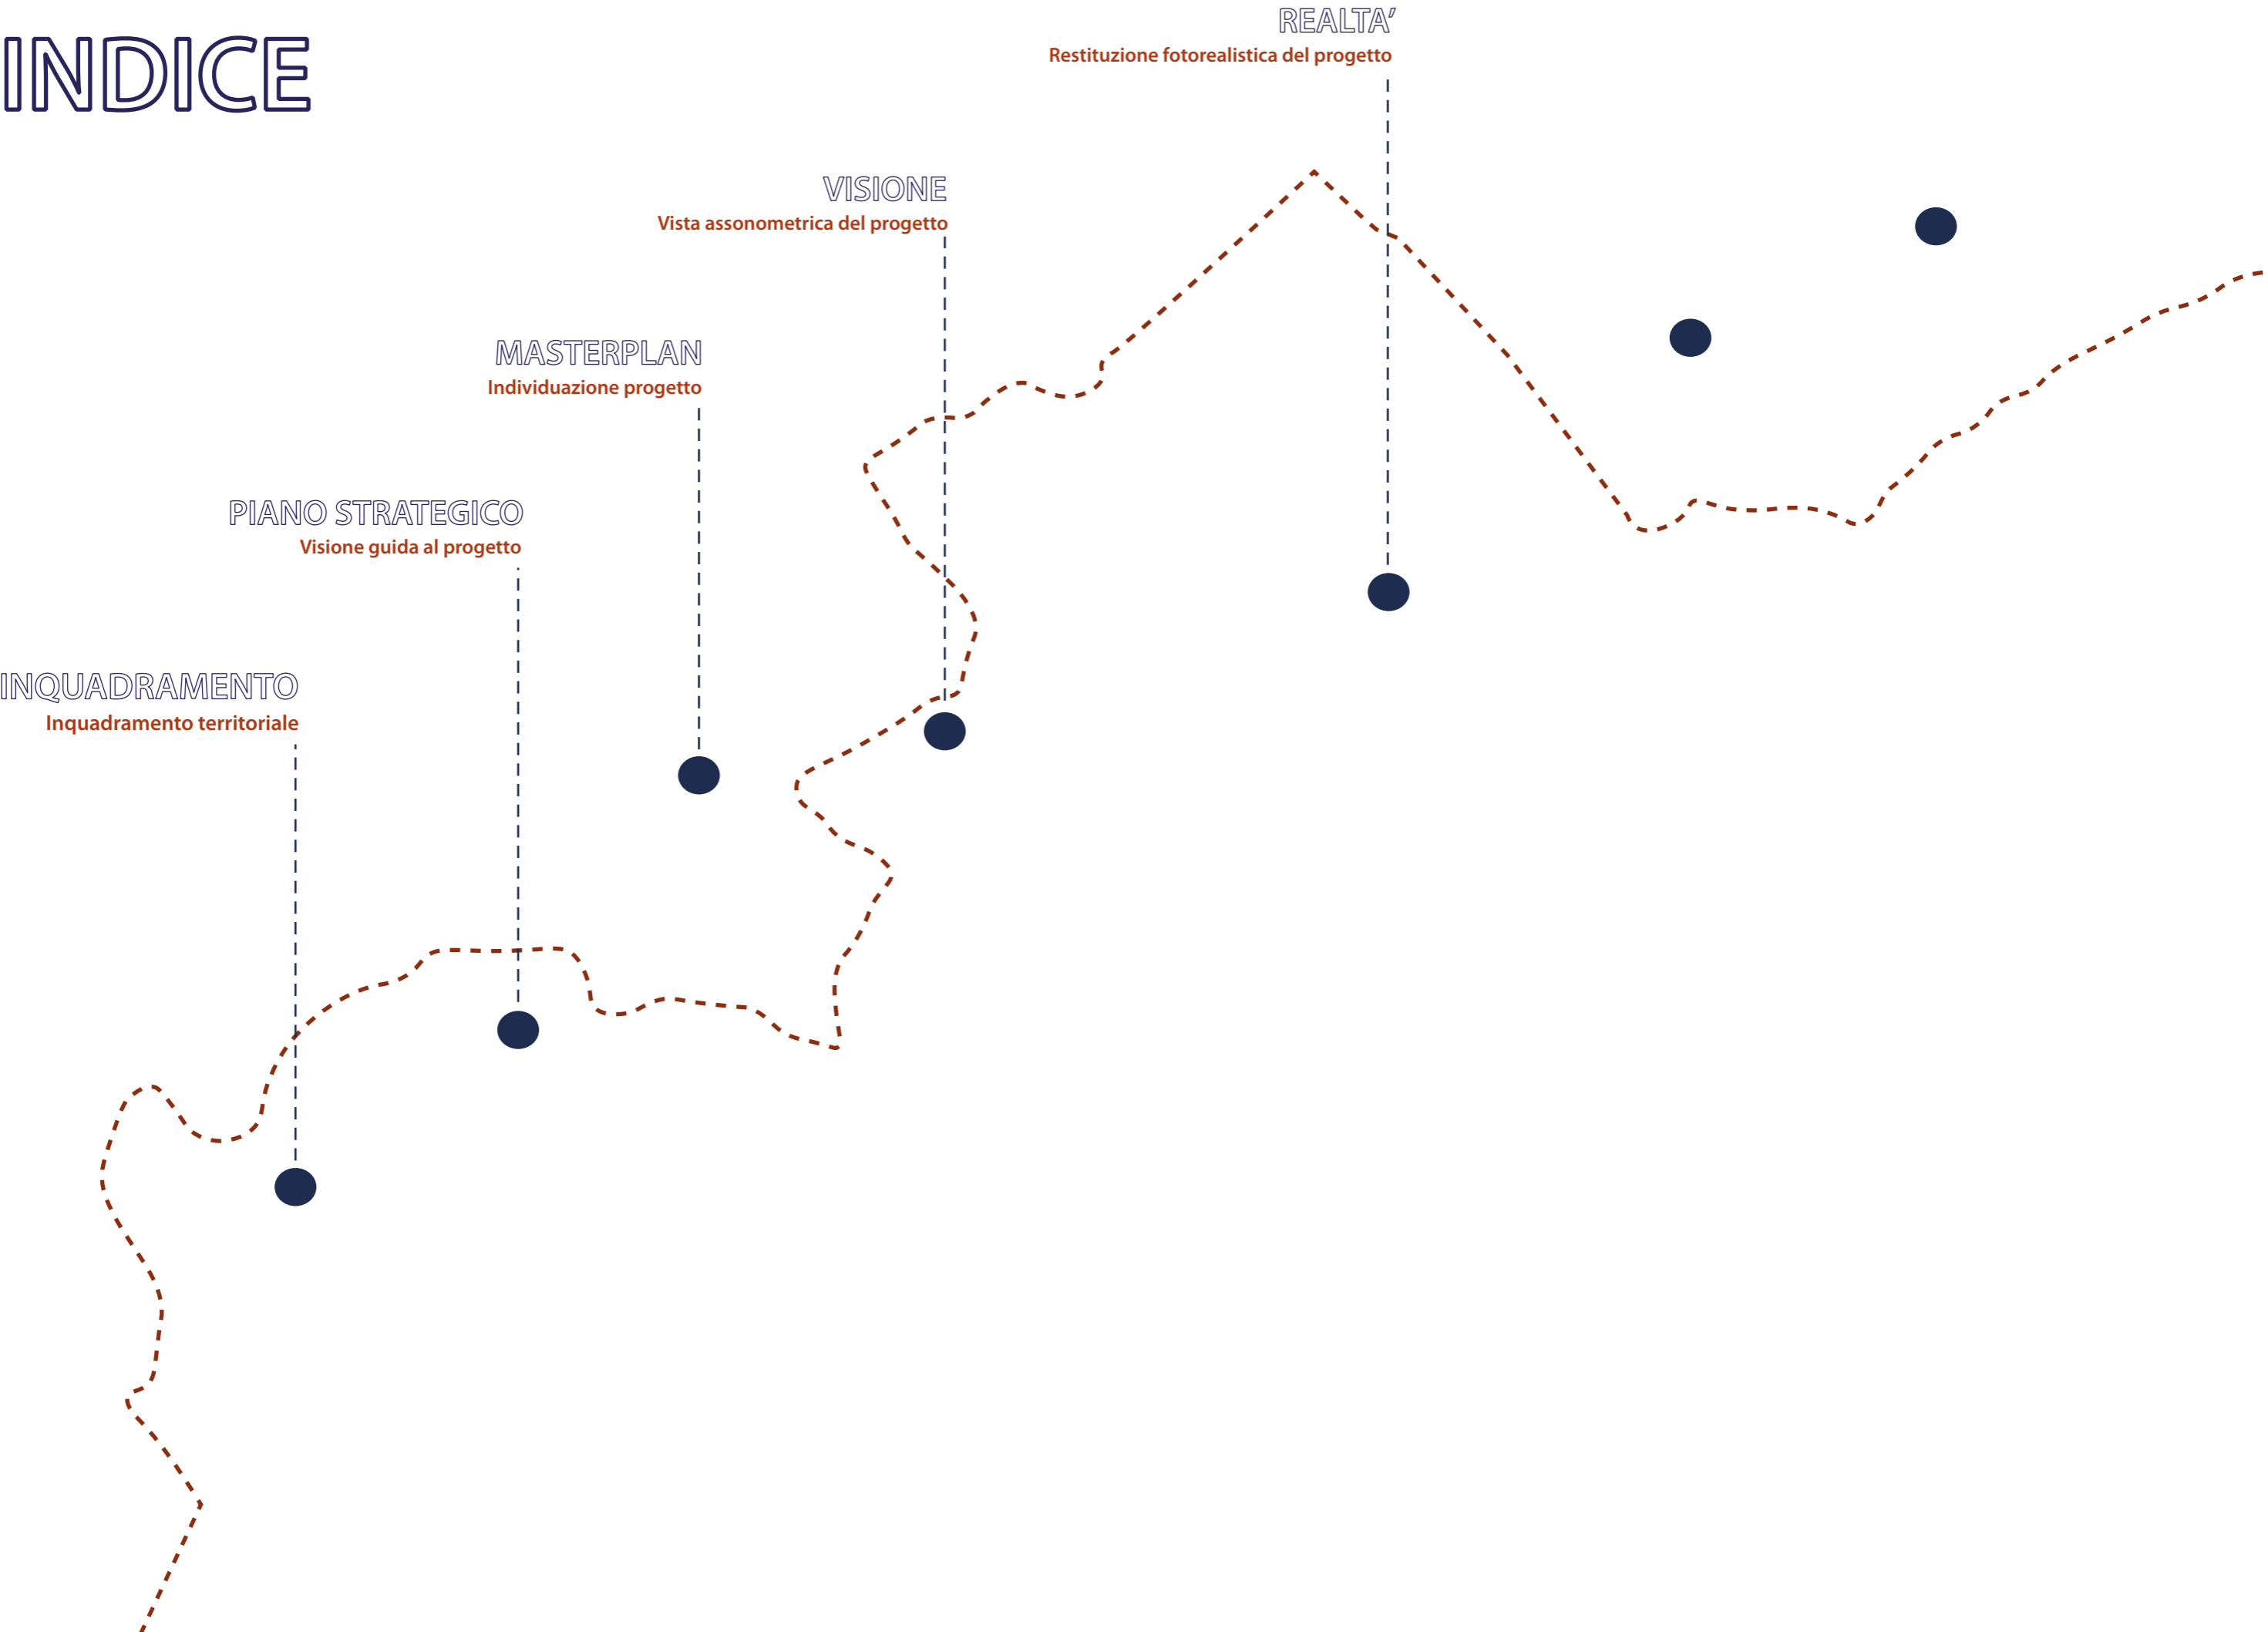 INDICE
REALTA’
Restituzione fotorealistica del progetto
VISIONE
Vista assonometrica del progetto
MASTERPLAN
Individuazione progetto
PIANO STRATEGICO
Visione guida al progetto
INQUADRAMENTO
Inquadramento territoriale